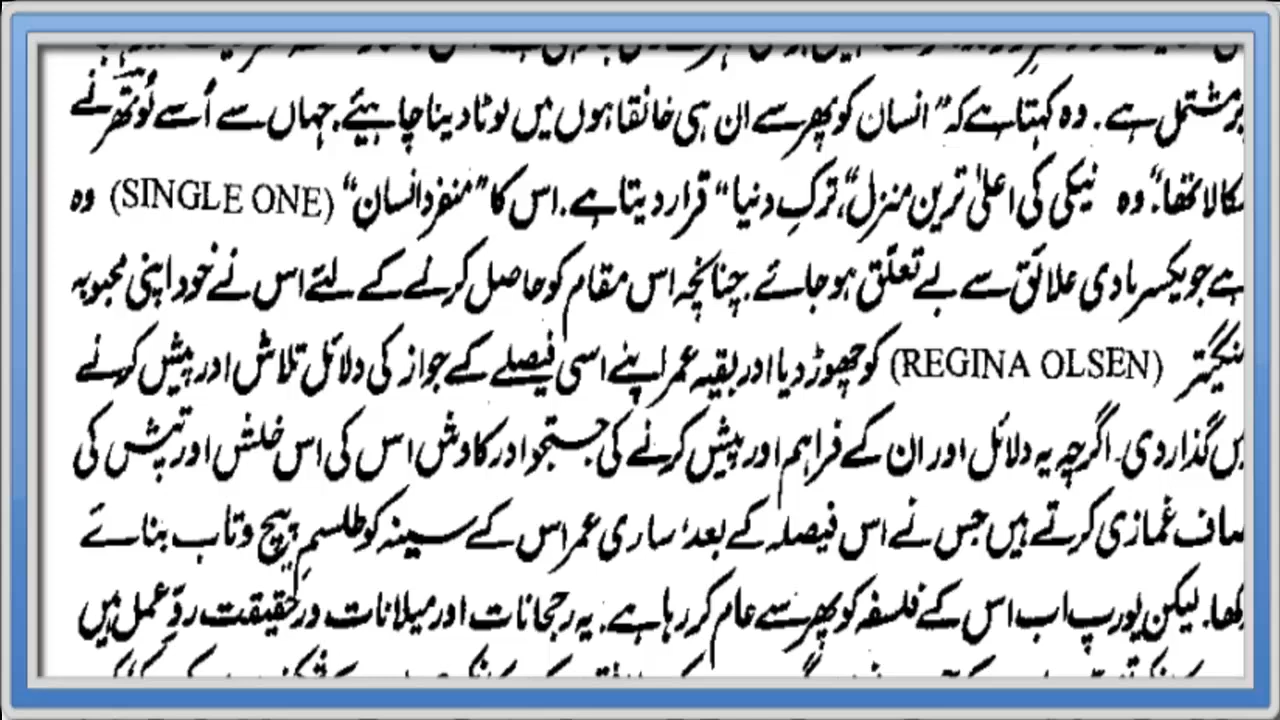 پر مشتمل ہے۔ وہ کہتا ہے کہ "انسان کو پھر سے ان ہی خانقاہوں میں لوٹا دینا چاہیئے۔ جہاں سے اُسے لُوتھر نے
نکالا تھا"۔ وہ نیکی کی اعلیٰ ترین منزل، "ترکِ دنیا" قرار دیتا ہے۔ اس کا "منفرد انسان" (SINGLE ONE) وہ
ہے جو یکسر مادی علائق سے بے تعلّق ہو جائے۔ چنانچہ اس مقام کو حاصل کرنے کے لئے اس نے خود اپنی محبوبہ
منگیتر (REGINA OLSEN) کو چھوڑ دیا اور بقیہ عمر اپنے اسی فیصلے کے جواز کی دلائل تلاش اور پیش کرنے
میں گذار دی۔ اگرچہ یہ دلائل اور ان کے فراہم اور پیش کرنے کی جستجو اور کاوش اس کی اس خلش اور تپش کی
صاف غمازی کرتے ہیں جس نے اس فیصلہ کے بعد، ساری عمر اس کے سینہ کو طلسمِ پیچ و تاب بنائے
رکھا۔ لیکن یورپ اب اس کے فلسفہ کو پھر سے عام کر رہا ہے۔ یہ رجحانات اور میلانات درحقیقت ردِّ عمل ہیں